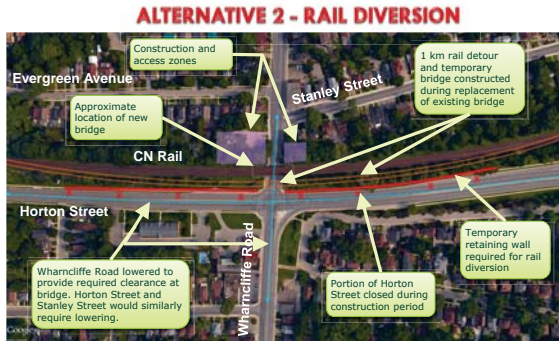 ALTERNATIVE 2 - RAIL DIVERSION
Construction and
access zones
1 km rail detour
and temporary
bridge constructed
during replacement
of existing bridge
Evergreen Avenue
Stanley Street
Approximate
location of new
bridge
CN Rail
Horton Street
Wharncliffe Road
Wharncliffe Road lowered to
provide required clearance at
bridge. Horton Street and
Stanley Street would similarly
require lowering.
Portion of Horton
Street closed during
construction period
Temporary
retaining wall
required for rail
diversion
Google